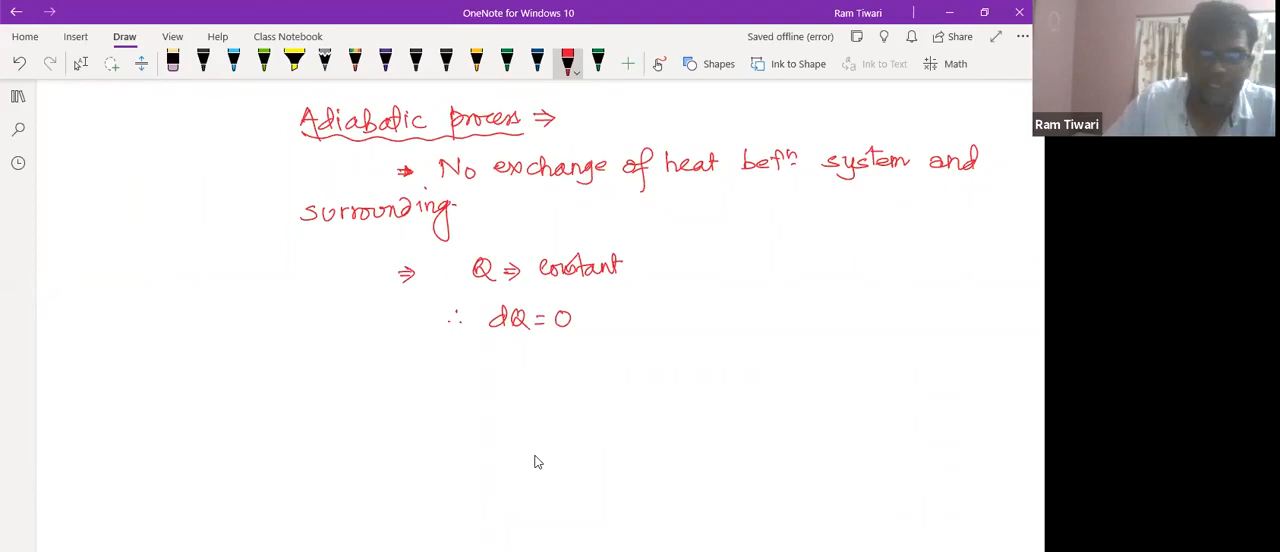 OneNote for Windows 10
Ram Tiwari
Home Insert Draw View Help Class Notebook
Saved offline (error) Share
Shapes Ink to Shape Ink to Text Math
Ram Tiwari
Adiabatic process ⇒
→ No exchange of heat betⁿ system and
surrounding.
⇒ Q ⇒ constant
∴ dQ = 0